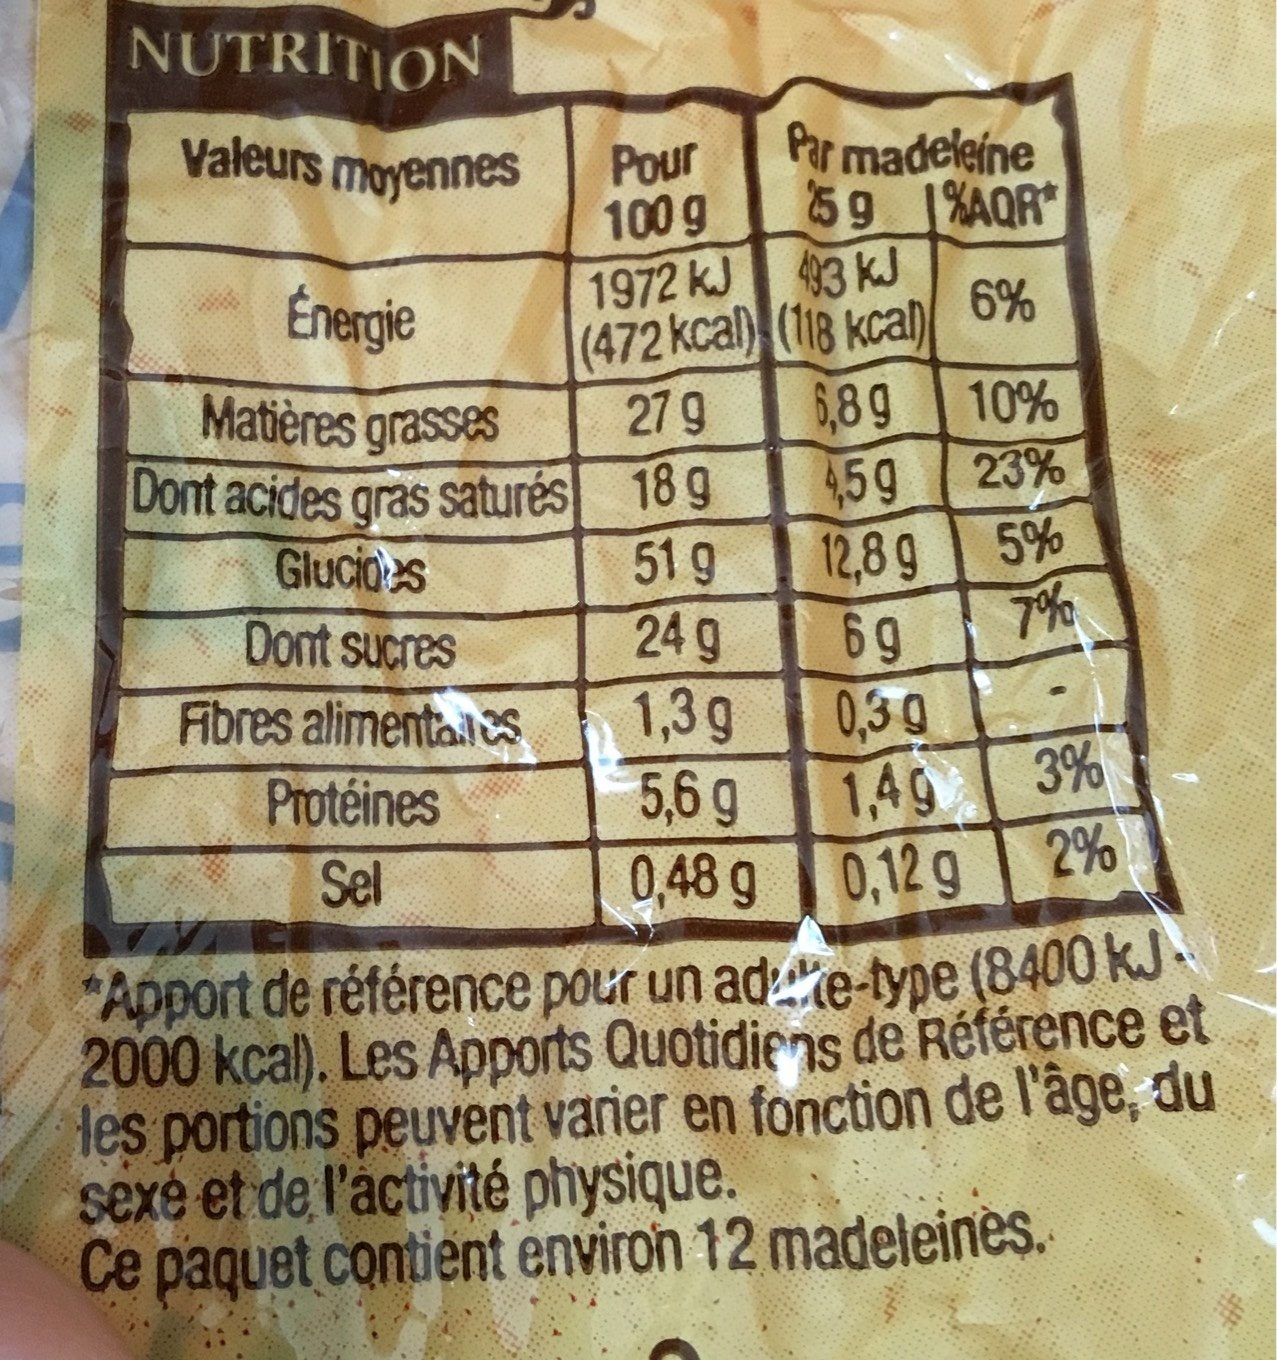 NUTRITION
Valeurs moyennes Pour 100 g Par madeleine 25 g %AQR*
Énergie 1972 kJ (472 kcal) 493 kJ (118 kcal) 6%
Matières grasses 27 g 6,8 g 10%
Dont acides gras saturés 18 g 4,5 g 23%
Glucides 51 g 12,8 g 5%
Dont sucres 24 g 6 g 7%
Fibres alimentaires 1,3 g 0,3 g -
Protéines 5,6 g 1,4 g 3%
Sel 0,48 g 0,12 g 2%
*Apport de référence pour un adulte-type (8400 kJ -
2000 kcal). Les Apports Quotidiens de Référence et
les portions peuvent varier en fonction de l'âge, du
sexe et de l'activité physique.
Ce paquet contient environ 12 madeleines.